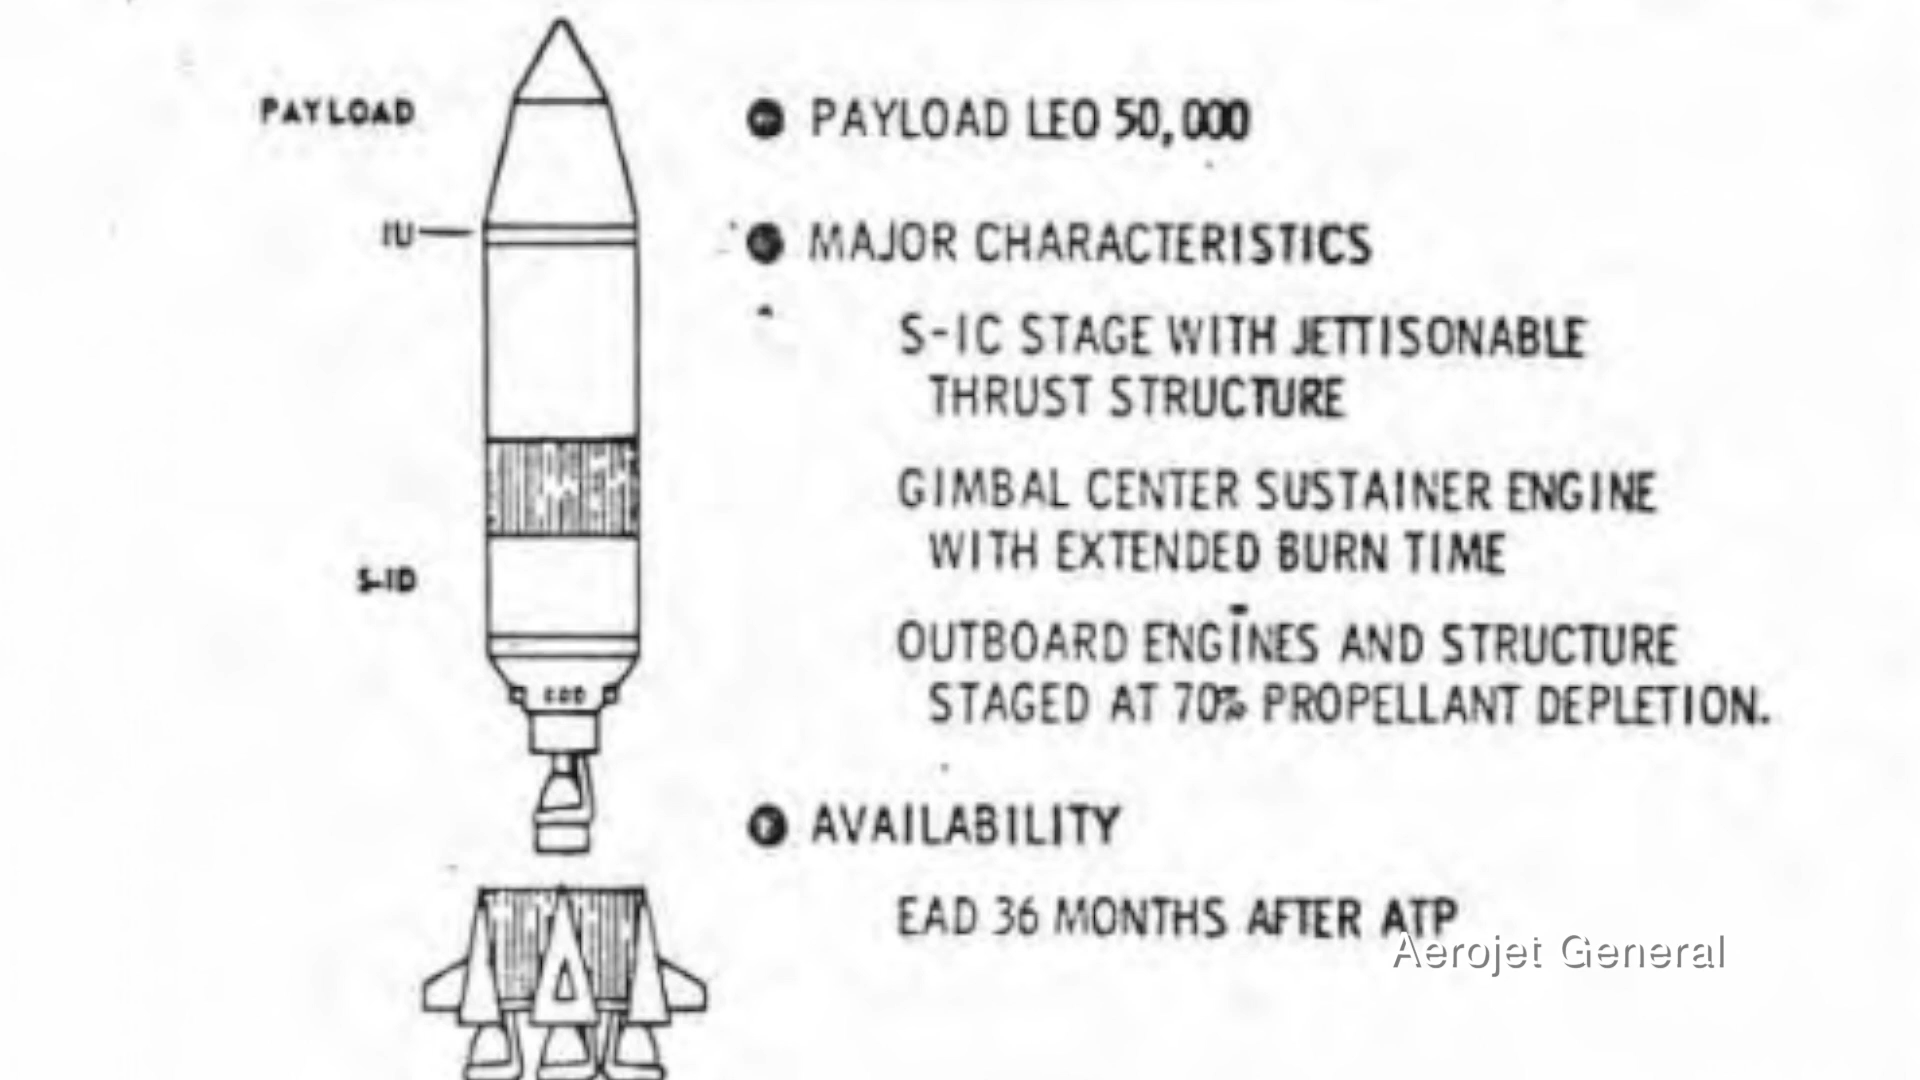 PAYLOAD
IU
S-ID
PAYLOAD LEO 50,000
MAJOR CHARACTERISTICS
S-IC STAGE WITH JETTISONABLE
THRUST STRUCTURE
GIMBAL CENTER SUSTAINER ENGINE
WITH EXTENDED BURN TIME
OUTBOARD ENGINES AND STRUCTURE
STAGED AT 70% PROPELLANT DEPLETION.
AVAILABILITY
EAD 36 MONTHS AFTER ATP
Aerojet General